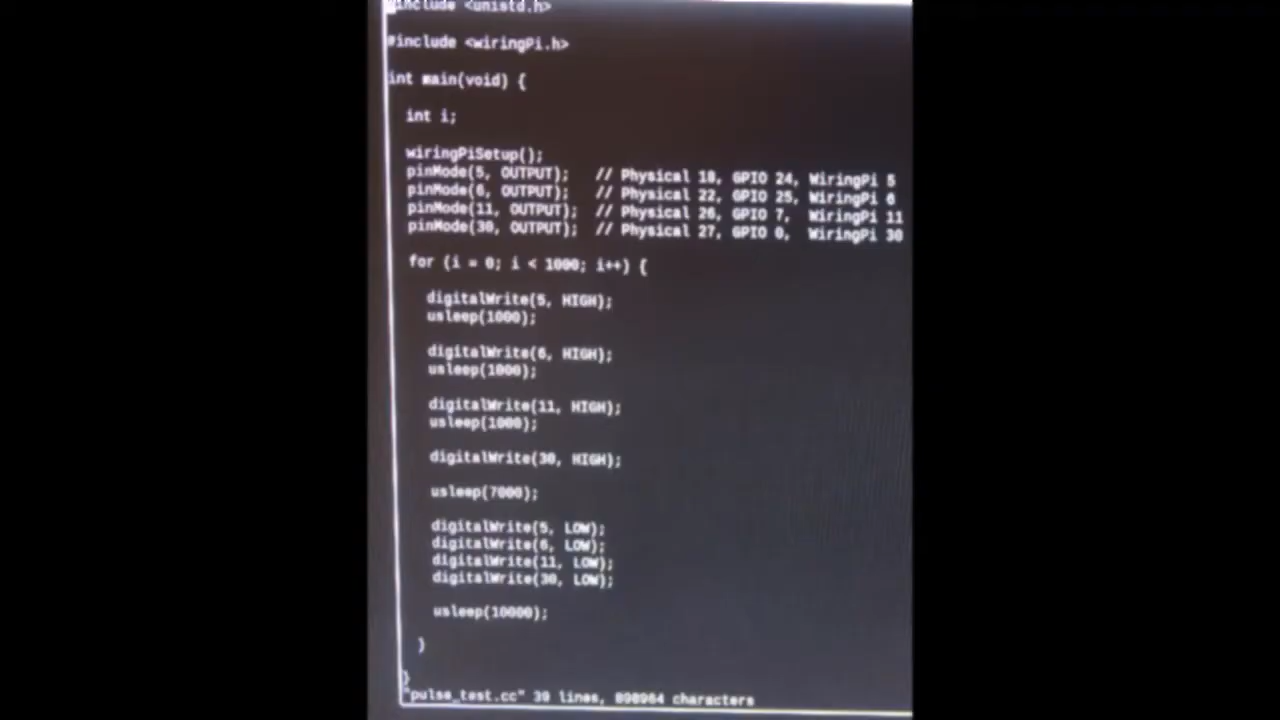 #include <unistd.h>
#include <wiringPi.h>
int main(void) {
int i;
wiringPiSetup();
pinMode(5, OUTPUT); // Physical 18, GPIO 24, WiringPi 5
pinMode(6, OUTPUT); // Physical 22, GPIO 25, WiringPi 6
pinMode(11, OUTPUT); // Physical 26, GPIO 7, WiringPi 11
pinMode(30, OUTPUT); // Physical 27, GPIO 0, WiringPi 30
for (i = 0; i < 1000; i++) {
digitalWrite(5, HIGH);
usleep(1000);
digitalWrite(6, HIGH);
usleep(1000);
digitalWrite(11, HIGH);
usleep(1000);
digitalWrite(30, HIGH);
usleep(7000);
digitalWrite(5, LOW);
digitalWrite(6, LOW);
digitalWrite(11, LOW);
digitalWrite(30, LOW);
usleep(10000);
}
}
"pulse_test.cc" 39 lines, characters